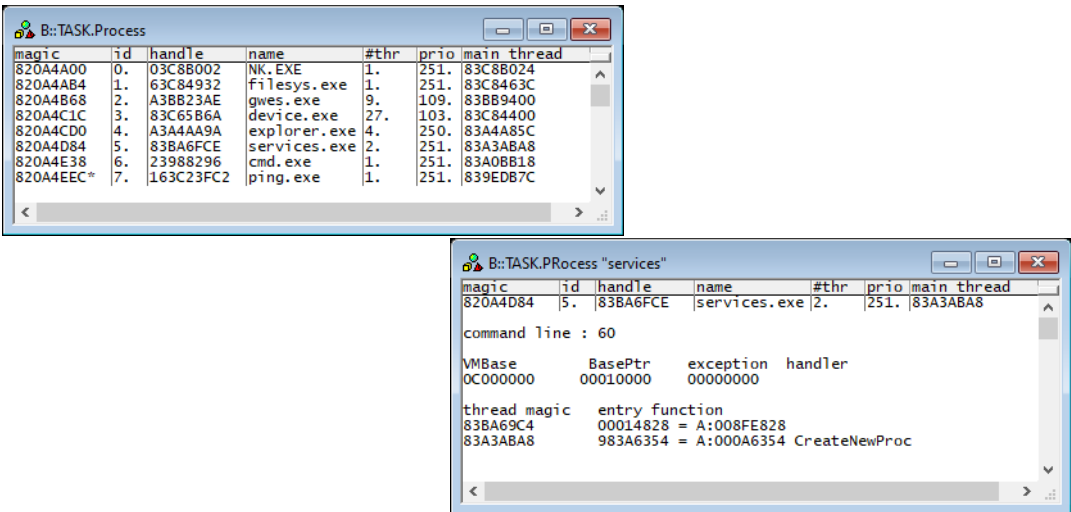 B::TASK.Process
magic id handle name #thr prio main thread
820A4A00 0. 03C8B002 NK.EXE 1. 251. 83C8B024
820A4AB4 1. 63C84932 filesys.exe 1. 251. 83C8463C
820A4B68 2. A3BB23AE gwes.exe 9. 109. 83BB9400
820A4C1C 3. 83C65B6A device.exe 27. 103. 83C84400
820A4CD0 4. A3A4AA9A explorer.exe 4. 250. 83A4A85C
820A4D84 5. 83BA6FCE services.exe 2. 251. 83A3ABA8
820A4E38 6. 23988296 cmd.exe 1. 251. 83A0BB18
820A4EEC* 7. 163C23FC2 ping.exe 1. 251. 839EDB7C
B::TASK.PRocess "services"
magic id handle name #thr prio main thread
820A4D84 5. 83BA6FCE services.exe 2. 251. 83A3ABA8
command line : 60
VMBase BasePtr exception handler
0C000000 00010000 00000000
thread magic entry function
83BA69C4 00014828 = A:008FE828
83A3ABA8 983A6354 = A:000A6354 CreateNewProc